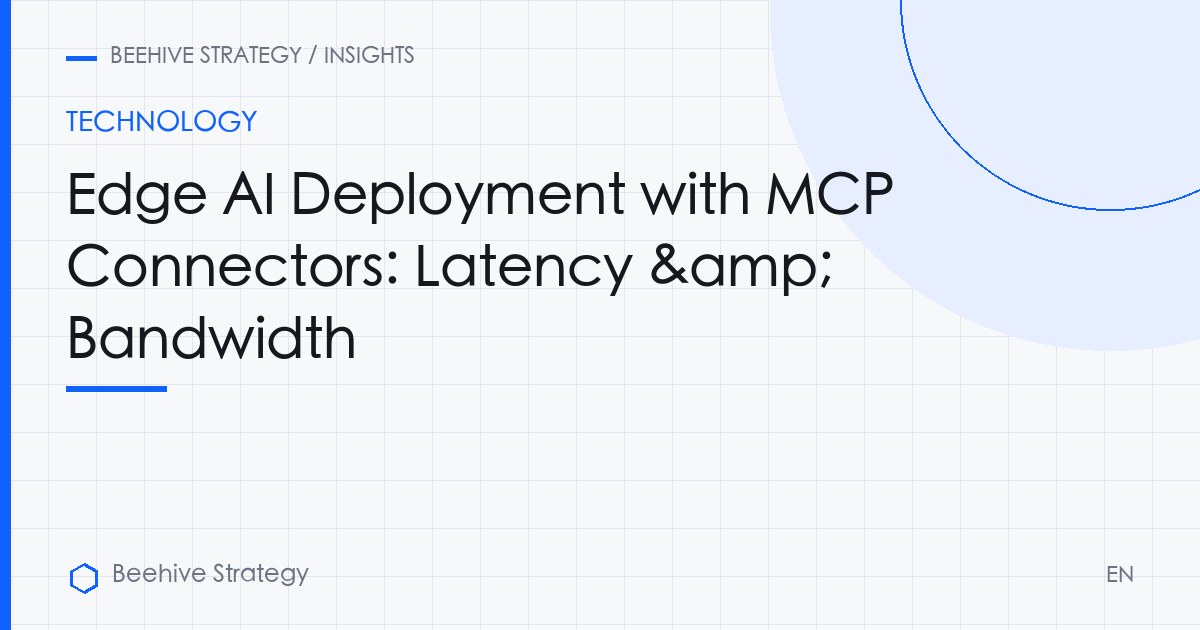 BEEHIVE STRATEGY / INSIGHTS
TECHNOLOGY
Edge AI Deployment with MCP
Connectors: Latency &amp;
Bandwidth
Beehive Strategy
EN